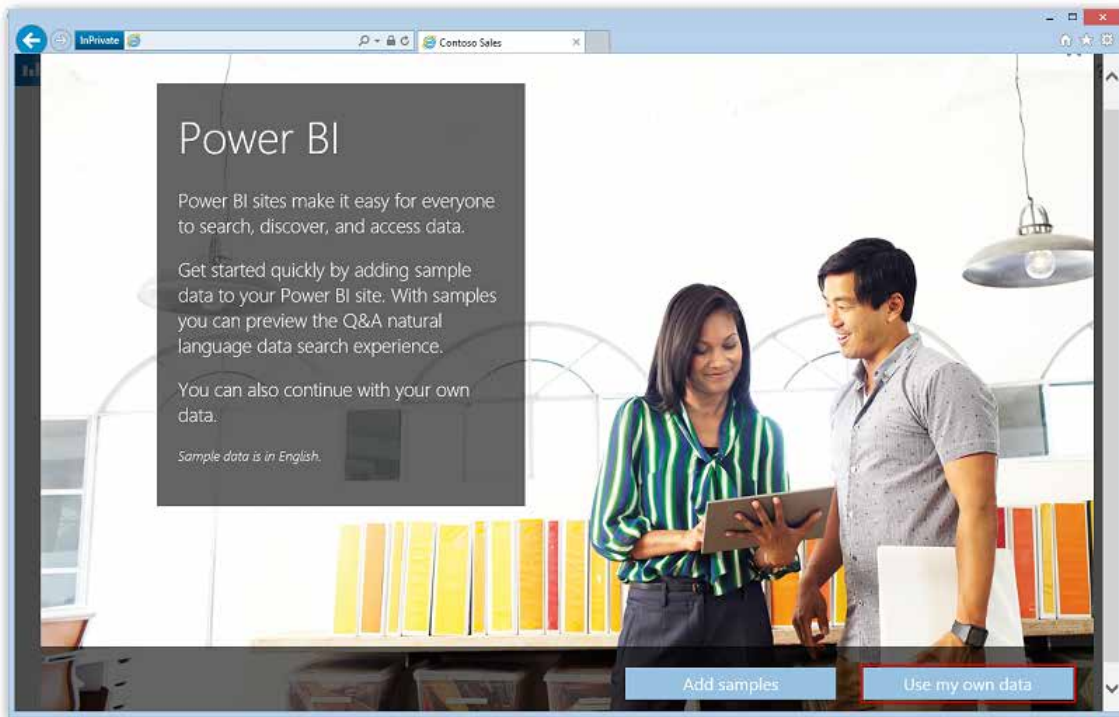 InPrivate
Contoso Sales
Power BI
Power BI sites make it easy for everyone
to search, discover, and access data.
Get started quickly by adding sample
data to your Power BI site. With samples
you can preview the Q&A natural
language data search experience.
You can also continue with your own
data.
Sample data is in English.
Add samples
Use my own data